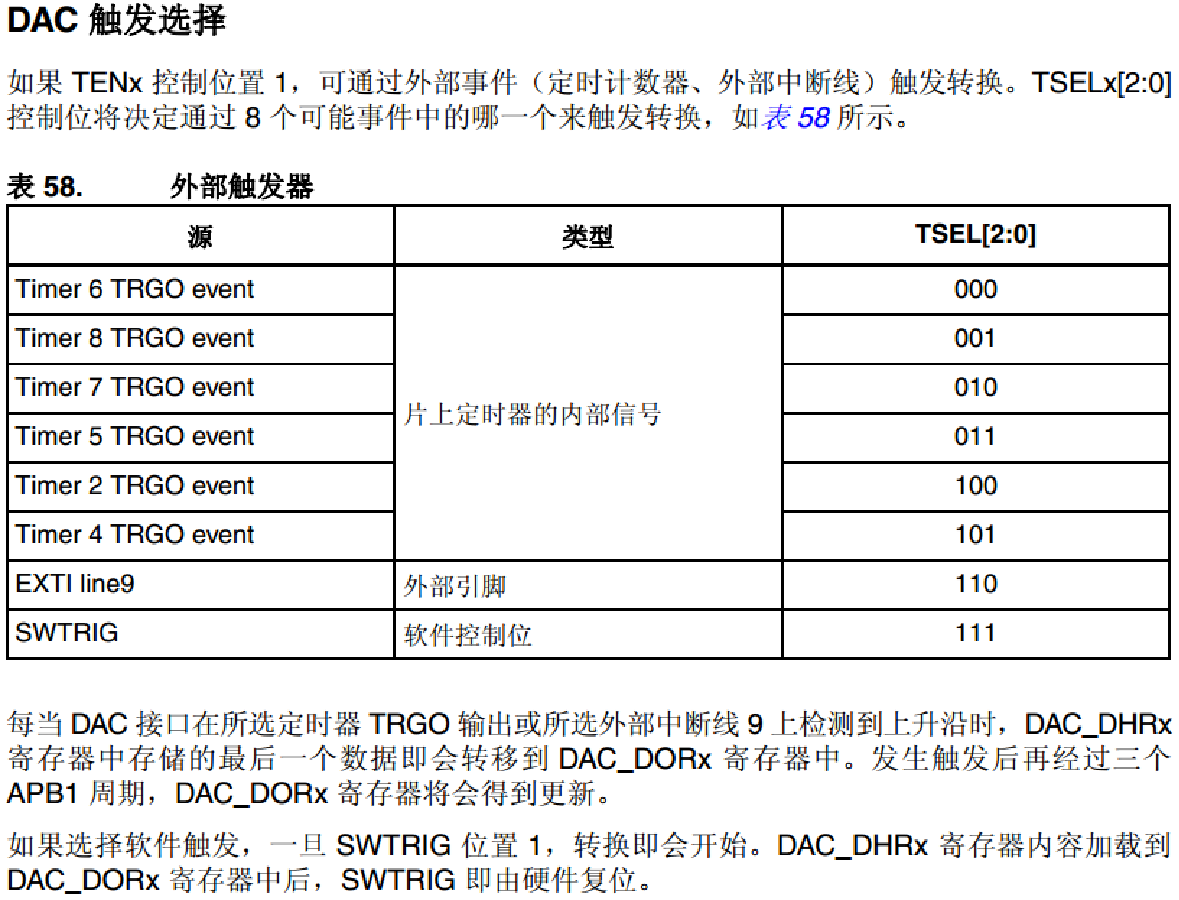 DAC 触发选择
如果 TENx 控制位置 1，可通过外部事件（定时计数器、外部中断线）触发转换。TSELx[2:0]
控制位将决定通过 8 个可能事件中的哪一个来触发转换，如表 58 所示。
表 58. 外部触发器
源 类型 TSEL[2:0]
Timer 6 TRGO event 000
Timer 8 TRGO event 001
Timer 7 TRGO event 010
片上定时器的内部信号
Timer 5 TRGO event 011
Timer 2 TRGO event 100
Timer 4 TRGO event 101
EXTI line9 外部引脚 110
SWTRIG 软件控制位 111
每当 DAC 接口在所选定时器 TRGO 输出或所选外部中断线 9 上检测到上升沿时，DAC_DHRx
寄存器中存储的最后一个数据即会转移到 DAC_DORx 寄存器中。发生触发后再经过三个
APB1 周期，DAC_DORx 寄存器将会得到更新。
如果选择软件触发，一旦 SWTRIG 位置 1，转换即会开始。DAC_DHRx 寄存器内容加载到
DAC_DORx 寄存器中后，SWTRIG 即由硬件复位。